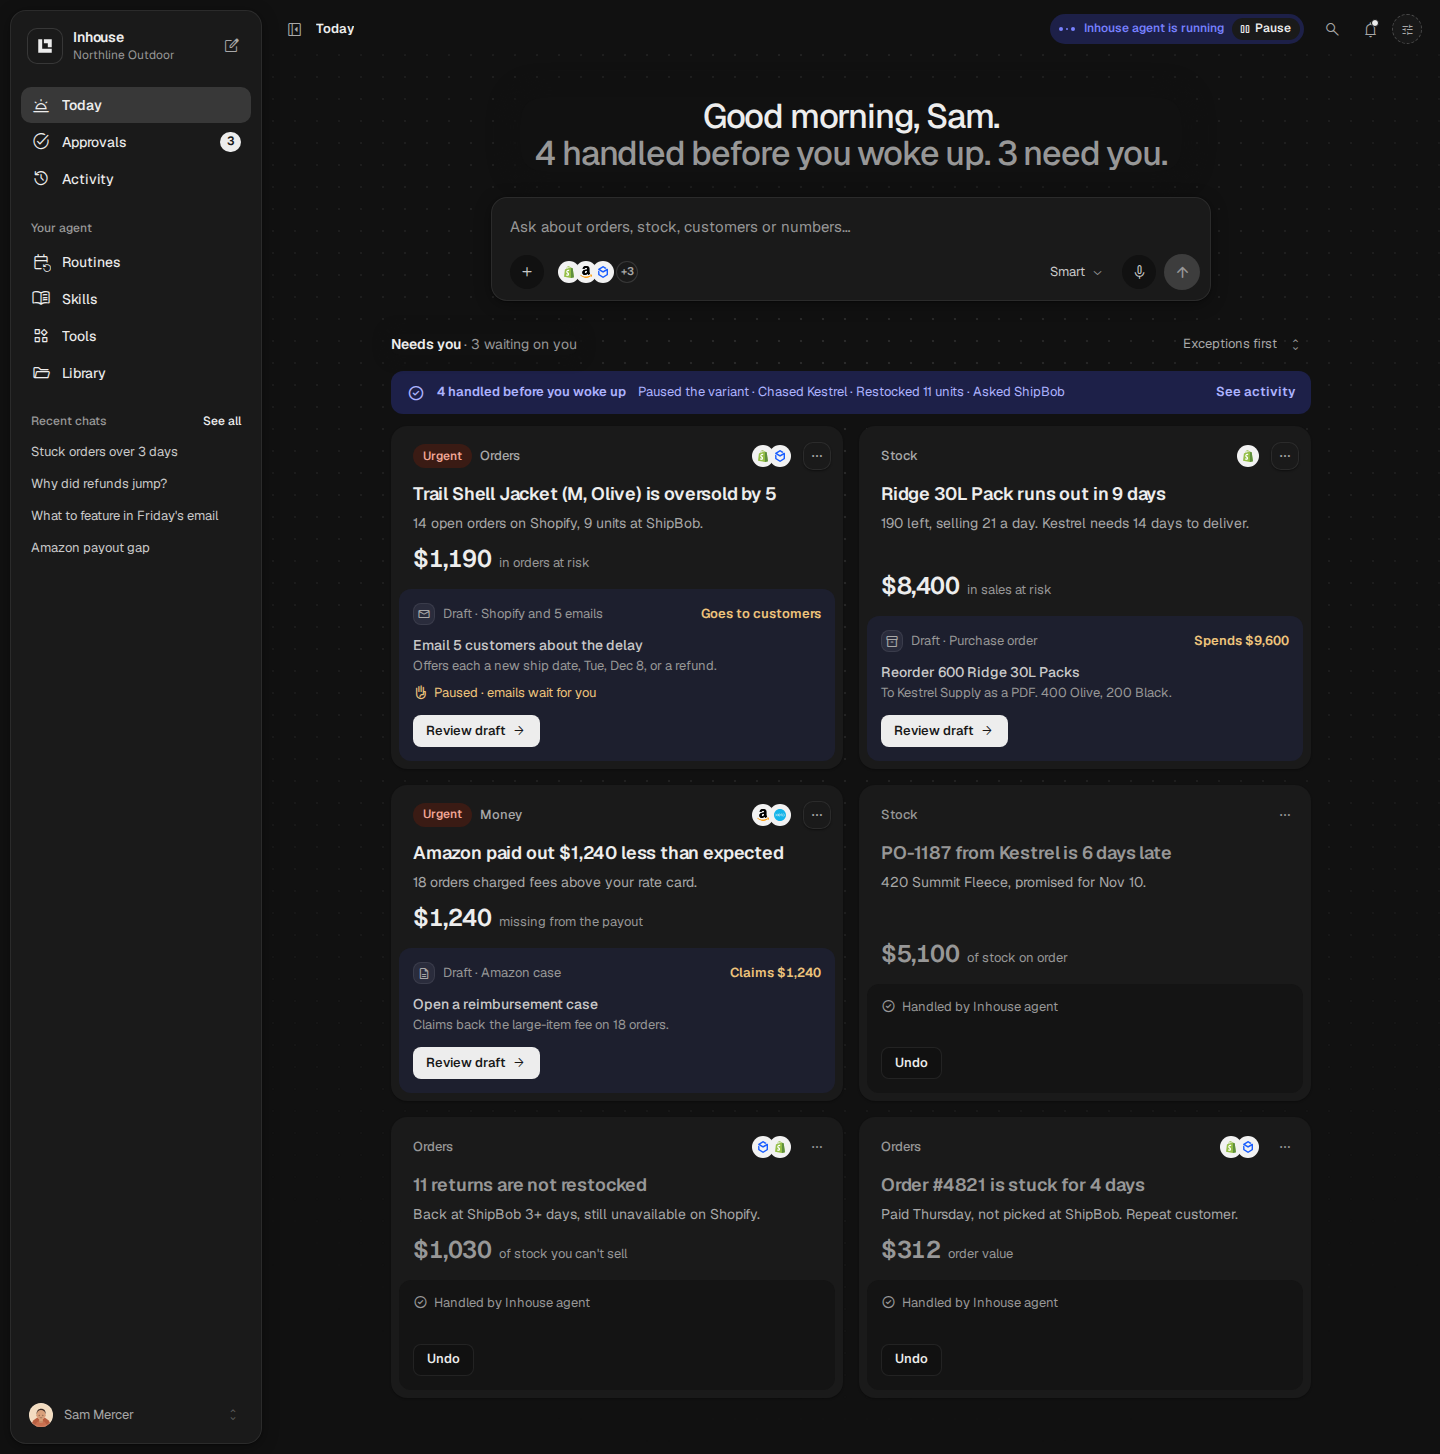 Inhouse
Northline Outdoor
Today
Approvals 3
Activity
Your agent
Routines
Skills
Tools
Library
Recent chats See all
Stuck orders over 3 days
Why did refunds jump?
What to feature in Friday's email
Amazon payout gap
Sam Mercer
Today
Inhouse agent is running Pause
Good morning, Sam.
4 handled before you woke up. 3 need you.
Ask about orders, stock, customers or numbers…
+3 Smart
Needs you · 3 waiting on you Exceptions first
4 handled before you woke up Paused the variant · Chased Kestrel · Restocked 11 units · Asked ShipBob See activity
Urgent Orders
Trail Shell Jacket (M, Olive) is oversold by 5
14 open orders on Shopify, 9 units at ShipBob.
$1,190 in orders at risk
Draft · Shopify and 5 emails Goes to customers
Email 5 customers about the delay
Offers each a new ship date, Tue, Dec 8, or a refund.
Paused · emails wait for you
Review draft
Stock
Ridge 30L Pack runs out in 9 days
190 left, selling 21 a day. Kestrel needs 14 days to deliver.
$8,400 in sales at risk
Draft · Purchase order Spends $9,600
Reorder 600 Ridge 30L Packs
To Kestrel Supply as a PDF. 400 Olive, 200 Black.
Review draft
Urgent Money
Amazon paid out $1,240 less than expected
18 orders charged fees above your rate card.
$1,240 missing from the payout
Draft · Amazon case Claims $1,240
Open a reimbursement case
Claims back the large-item fee on 18 orders.
Review draft
Stock
PO-1187 from Kestrel is 6 days late
420 Summit Fleece, promised for Nov 10.
$5,100 of stock on order
Handled by Inhouse agent
Undo
Orders
11 returns are not restocked
Back at ShipBob 3+ days, still unavailable on Shopify.
$1,030 of stock you can't sell
Handled by Inhouse agent
Undo
Orders
Order #4821 is stuck for 4 days
Paid Thursday, not picked at ShipBob. Repeat customer.
$312 order value
Handled by Inhouse agent
Undo